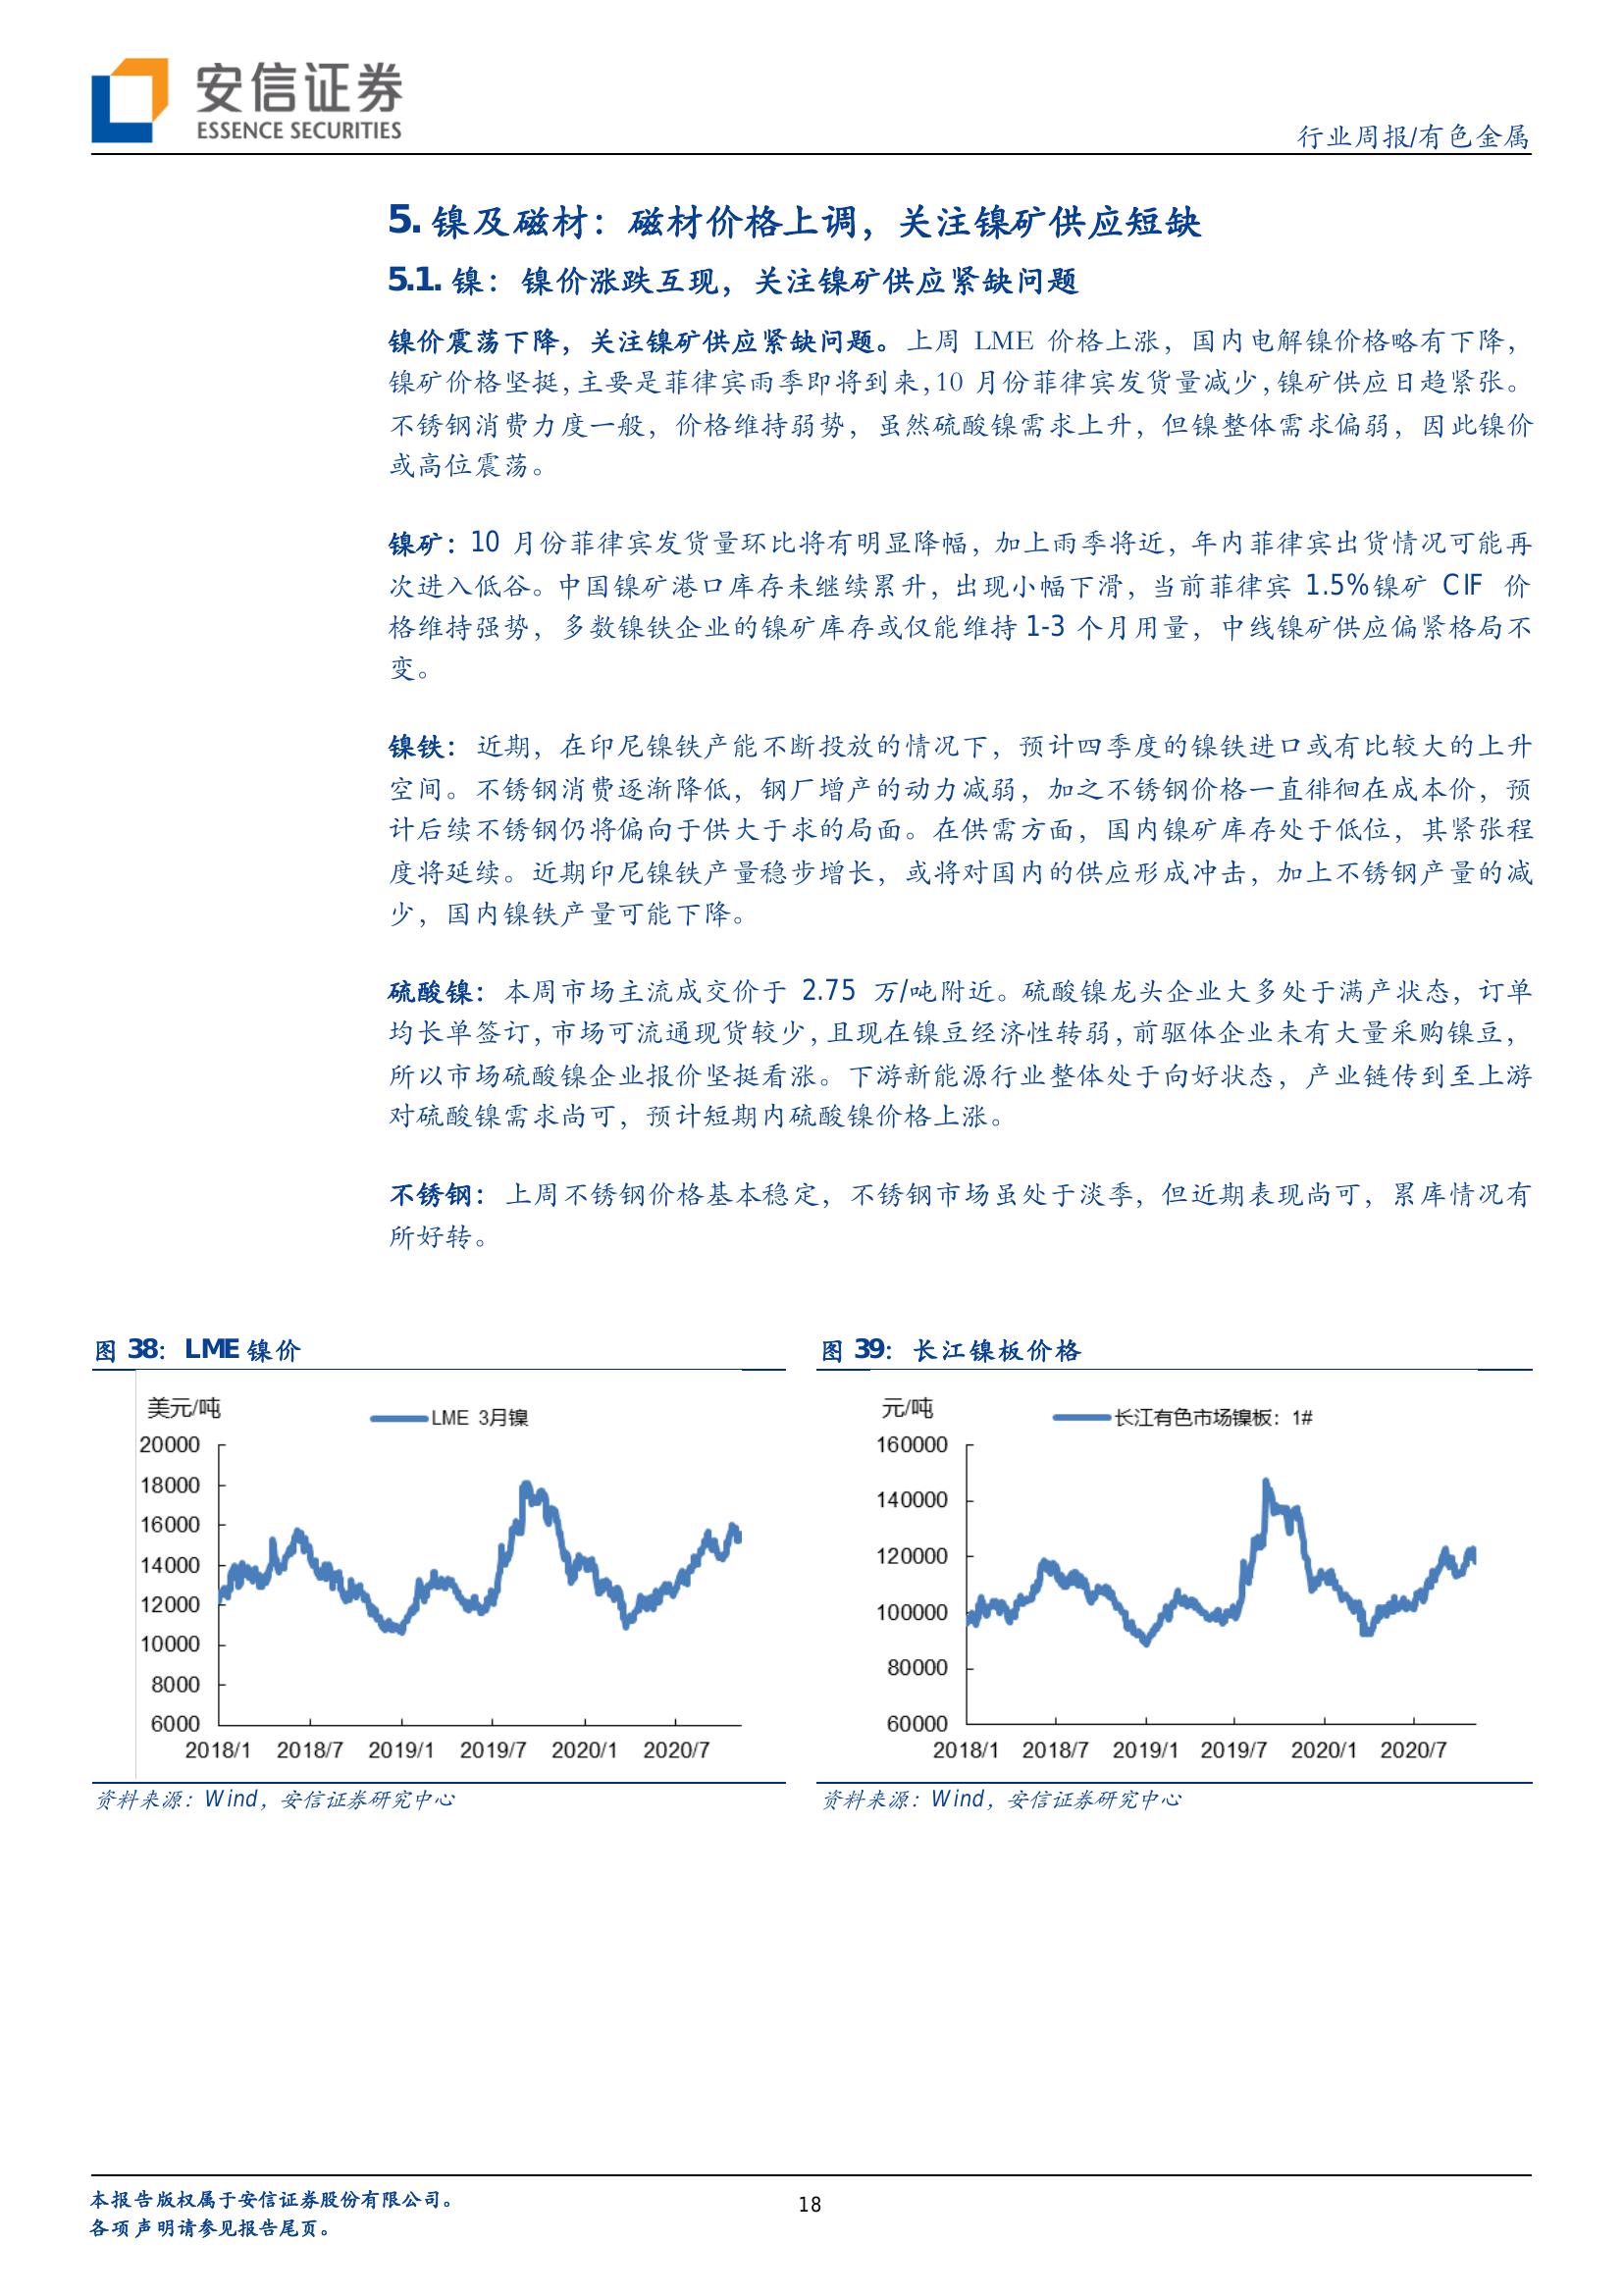 安信证券
ESSENCE SECURITIES
行业周报/有色金属
5. 镍及磁材：磁材价格上调，关注镍矿供应短缺
5.1. 镍：镍价涨跌互现，关注镍矿供应紧缺问题
镍价震荡下降，关注镍矿供应紧缺问题。上周 LME 价格上涨，国内电解镍价格略有下降，
镍矿价格坚挺，主要是菲律宾雨季即将到来，10 月份菲律宾发货量减少，镍矿供应日趋紧张。
不锈钢消费力度一般，价格维持弱势，虽然硫酸镍需求上升，但镍整体需求偏弱，因此镍价
或高位震荡。
镍矿：10 月份菲律宾发货量环比将有明显降幅，加上雨季将近，年内菲律宾出货情况可能再
次进入低谷。中国镍矿港口库存未继续累升，出现小幅下滑，当前菲律宾 1.5%镍矿 CIF 价
格维持强势，多数镍铁企业的镍矿库存或仅能维持 1-3 个月用量，中线镍矿供应偏紧格局不
变。
镍铁：近期，在印尼镍铁产能不断投放的情况下，预计四季度的镍铁进口或有比较大的上升
空间。不锈钢消费逐渐降低，钢厂增产的动力减弱，加之不锈钢价格一直徘徊在成本价，预
计后续不锈钢仍将偏向于供大于求的局面。在供需方面，国内镍矿库存处于低位，其紧张程
度将延续。近期印尼镍铁产量稳步增长，或将对国内的供应形成冲击，加上不锈钢产量的减
少，国内镍铁产量可能下降。
硫酸镍：本周市场主流成交价于 2.75 万/吨附近。硫酸镍龙头企业大多处于满产状态，订单
均长单签订，市场可流通现货较少，且现在镍豆经济性转弱，前驱体企业未有大量采购镍豆，
所以市场硫酸镍企业报价坚挺看涨。下游新能源行业整体处于向好状态，产业链传到至上游
对硫酸镍需求尚可，预计短期内硫酸镍价格上涨。
不锈钢：上周不锈钢价格基本稳定，不锈钢市场虽处于淡季，但近期表现尚可，累库情况有
所好转。
图 38：LME 镍价
美元/吨
LME 3月镍
20000
18000
16000
14000
12000
10000
8000
6000
2018/1 2018/7 2019/1 2019/7 2020/1 2020/7
资料来源：Wind，安信证券研究中心
图 39：长江镍板价格
元/吨
长江有色市场镍板：1#
160000
140000
120000
100000
80000
60000
2018/1 2018/7 2019/1 2019/7 2020/1 2020/7
资料来源：Wind，安信证券研究中心
本报告版权属于安信证券股份有限公司。
各项声明请参见报告尾页。
18